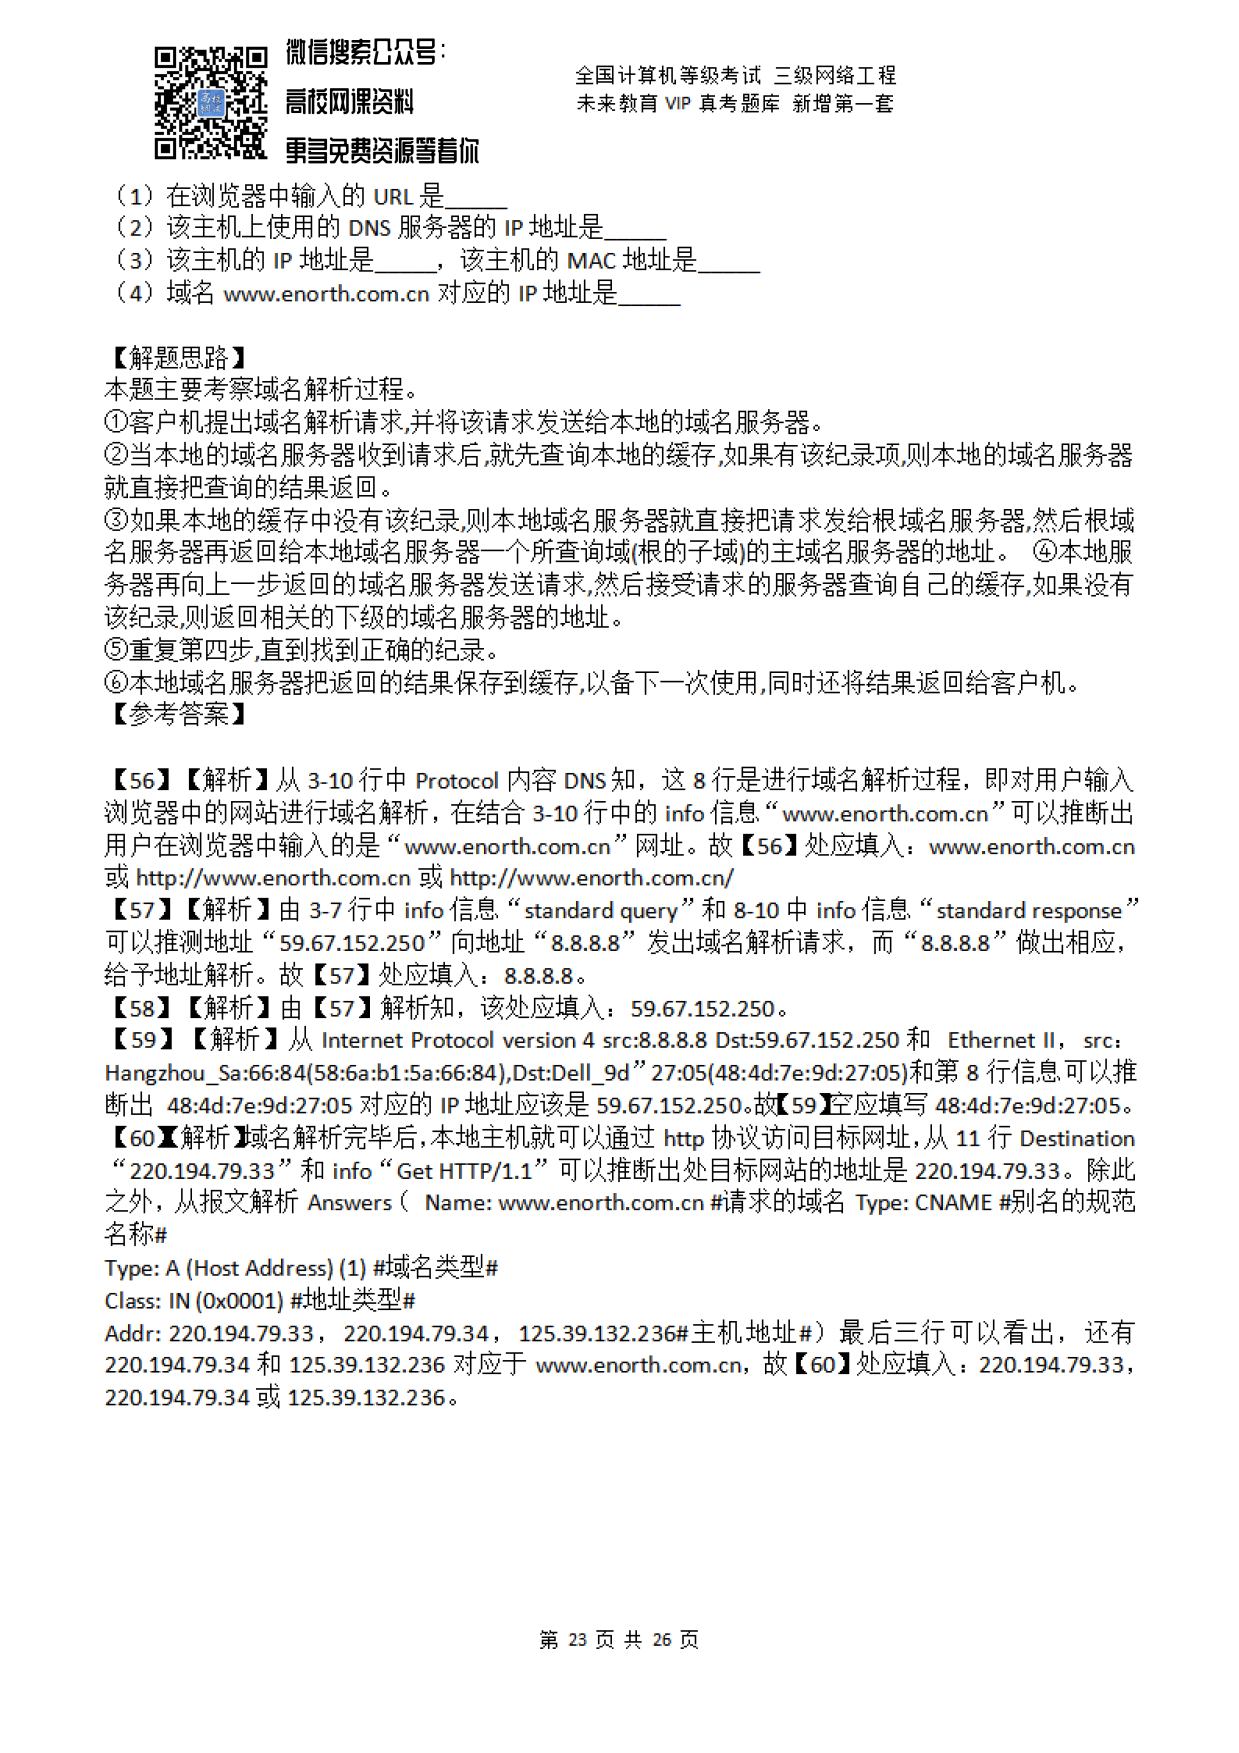 微信搜索公众号：
高校网课资料
更多免费资源等着你
全国计算机等级考试 三级网络工程
未来教育 VIP 真考题库 新增第一套
（1）在浏览器中输入的 URL 是_____
（2）该主机上使用的 DNS 服务器的 IP 地址是_____
（3）该主机的 IP 地址是_____，该主机的 MAC 地址是_____
（4）域名 www.enorth.com.cn 对应的 IP 地址是_____
【解题思路】
本题主要考察域名解析过程。
①客户机提出域名解析请求,并将该请求发送给本地的域名服务器。
②当本地的域名服务器收到请求后,就先查询本地的缓存,如果有该纪录项,则本地的域名服务器
就直接把查询的结果返回。
③如果本地的缓存中没有该纪录,则本地域名服务器就直接把请求发给根域名服务器,然后根域
名服务器再返回给本地域名服务器一个所查询域(根的子域)的主域名服务器的地址。 ④本地服
务器再向上一步返回的域名服务器发送请求,然后接受请求的服务器查询自己的缓存,如果没有
该纪录,则返回相关的下级的域名服务器的地址。
⑤重复第四步,直到找到正确的纪录。
⑥本地域名服务器把返回的结果保存到缓存,以备下一次使用,同时还将结果返回给客户机。
【参考答案】
【56】【解析】从 3-10 行中 Protocol 内容 DNS 知，这 8 行是进行域名解析过程，即对用户输入
浏览器中的网站进行域名解析，在结合 3-10 行中的 info 信息“www.enorth.com.cn”可以推断出
用户在浏览器中输入的是“www.enorth.com.cn”网址。故【56】处应填入：www.enorth.com.cn
或 http://www.enorth.com.cn 或 http://www.enorth.com.cn/
【57】【解析】由 3-7 行中 info 信息“standard query”和 8-10 中 info 信息“standard response”
可以推测地址“59.67.152.250”向地址“8.8.8.8”发出域名解析请求，而“8.8.8.8”做出相应，
给予地址解析。故【57】处应填入：8.8.8.8。
【58】【解析】由【57】解析知，该处应填入：59.67.152.250。
【59】【解析】从 Internet Protocol version 4 src:8.8.8.8 Dst:59.67.152.250 和 Ethernet II，src：
Hangzhou_Sa:66:84(58:6a:b1:5a:66:84),Dst:Dell_9d”27:05(48:4d:7e:9d:27:05)和第 8 行信息可以推
断出 48:4d:7e:9d:27:05 对应的 IP 地址应该是 59.67.152.250。故【59】空应填写 48:4d:7e:9d:27:05。
【60】【解析】域名解析完毕后，本地主机就可以通过 http 协议访问目标网址，从 11 行 Destination
“220.194.79.33”和 info“Get HTTP/1.1”可以推断出处目标网站的地址是 220.194.79.33。除此
之外，从报文解析 Answers（ Name: www.enorth.com.cn #请求的域名 Type: CNAME #别名的规范
名称#
Type: A (Host Address) (1) #域名类型#
Class: IN (0x0001) #地址类型#
Addr: 220.194.79.33，220.194.79.34，125.39.132.236#主机地址#）最后三行可以看出，还有
220.194.79.34 和 125.39.132.236 对应于 www.enorth.com.cn，故【60】处应填入：220.194.79.33，
220.194.79.34 或 125.39.132.236。
第 23 页 共 26 页